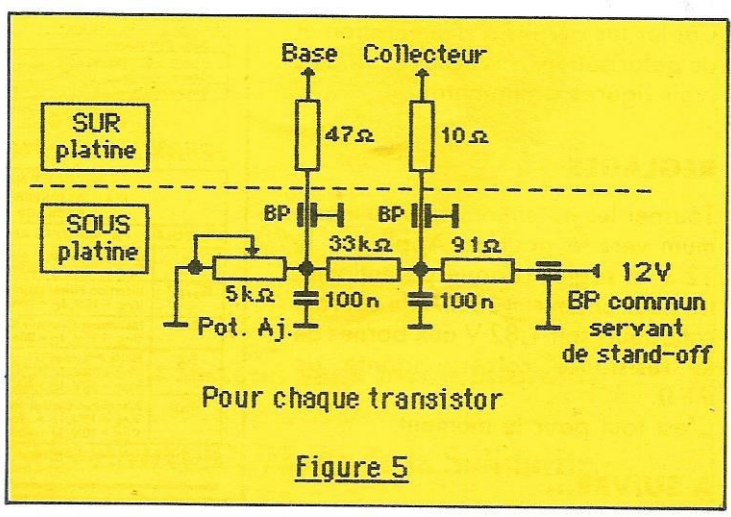 Base Collecteur
SUR
platine
47Ω
10Ω
SOUS
platine
BP
BP
33kΩ
91Ω
12V
5kΩ
100n
100n
BP commun
servant
de stand-off
Pot. Aj.
Pour chaque transistor
Figure 5